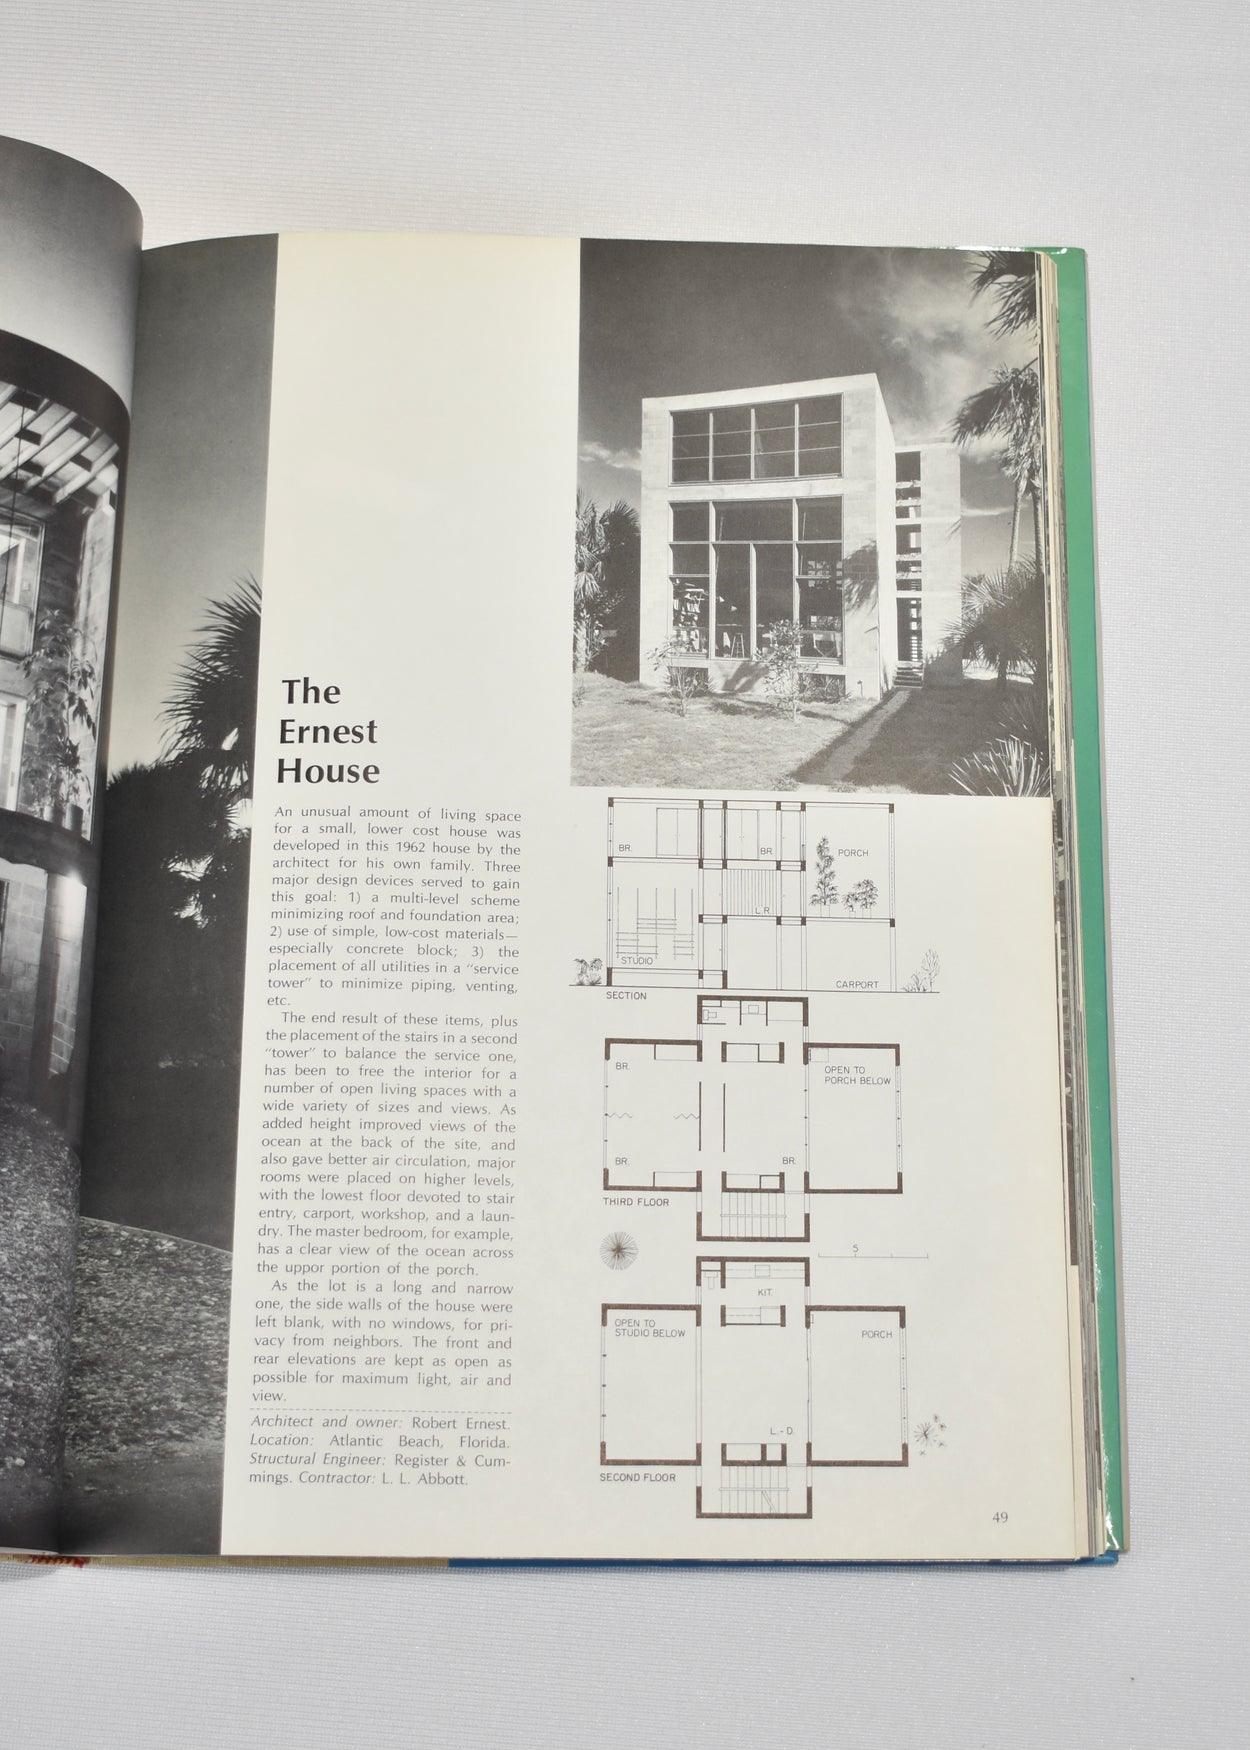 The
Ernest
House
An unusual amount of living space
for a small, lower cost house was
developed in this 1962 house by the
architect for his own family. Three
major design devices served to gain
this goal: 1) a multi-level scheme
minimizing roof and foundation area;
2) use of simple, low-cost materials—
especially concrete block; 3) the
placement of all utilities in a “service
tower” to minimize piping, venting,
etc.
The end result of these items, plus
the placement of the stairs in a second
“tower” to balance the service one,
has been to free the interior for a
number of open living spaces with a
wide variety of sizes and views. As
added height improved views of the
ocean at the back of the site, and
also gave better air circulation, major
rooms were placed on higher levels,
with the lowest floor devoted to stair
entry, carport, workshop, and a laun-
dry. The master bedroom, for example,
has a clear view of the ocean across
the uppor portion of the porch.
As the lot is a long and narrow
one, the side walls of the house were
left blank, with no windows, for pri-
vacy from neighbors. The front and
rear elevations are kept as open as
possible for maximum light, air and
view.
Architect and owner: Robert Ernest.
Location: Atlantic Beach, Florida.
Structural Engineer: Register & Cum-
mings. Contractor: L. L. Abbott.
BR.
BR.
PORCH
L.R.
STUDIO
CARPORT
SECTION
BR.
OPEN TO
PORCH BELOW
BR.
BR.
THIRD FLOOR
5
KIT.
OPEN TO
STUDIO BELOW
PORCH
L.-D.
SECOND FLOOR
49